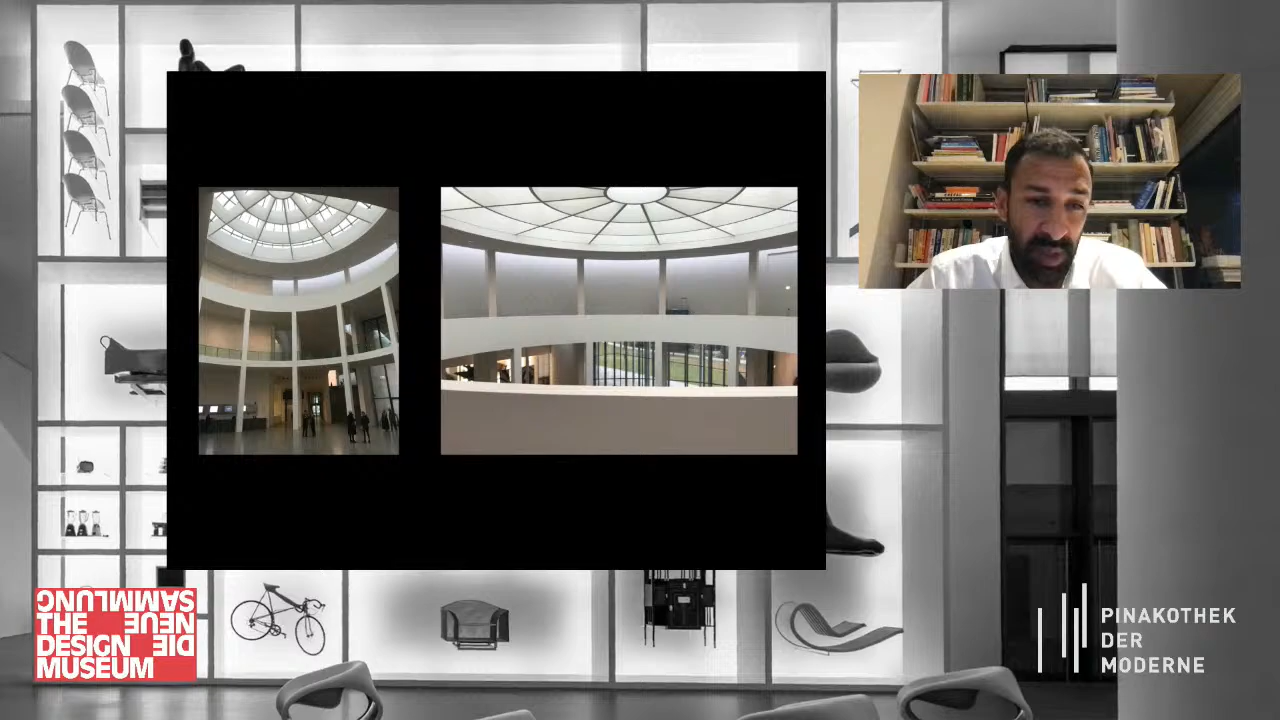 THE
DESIGN
MUSEUM
DIE
NEUE
SAMMLUNG
PINAKOTHEK
DER
MODERNE